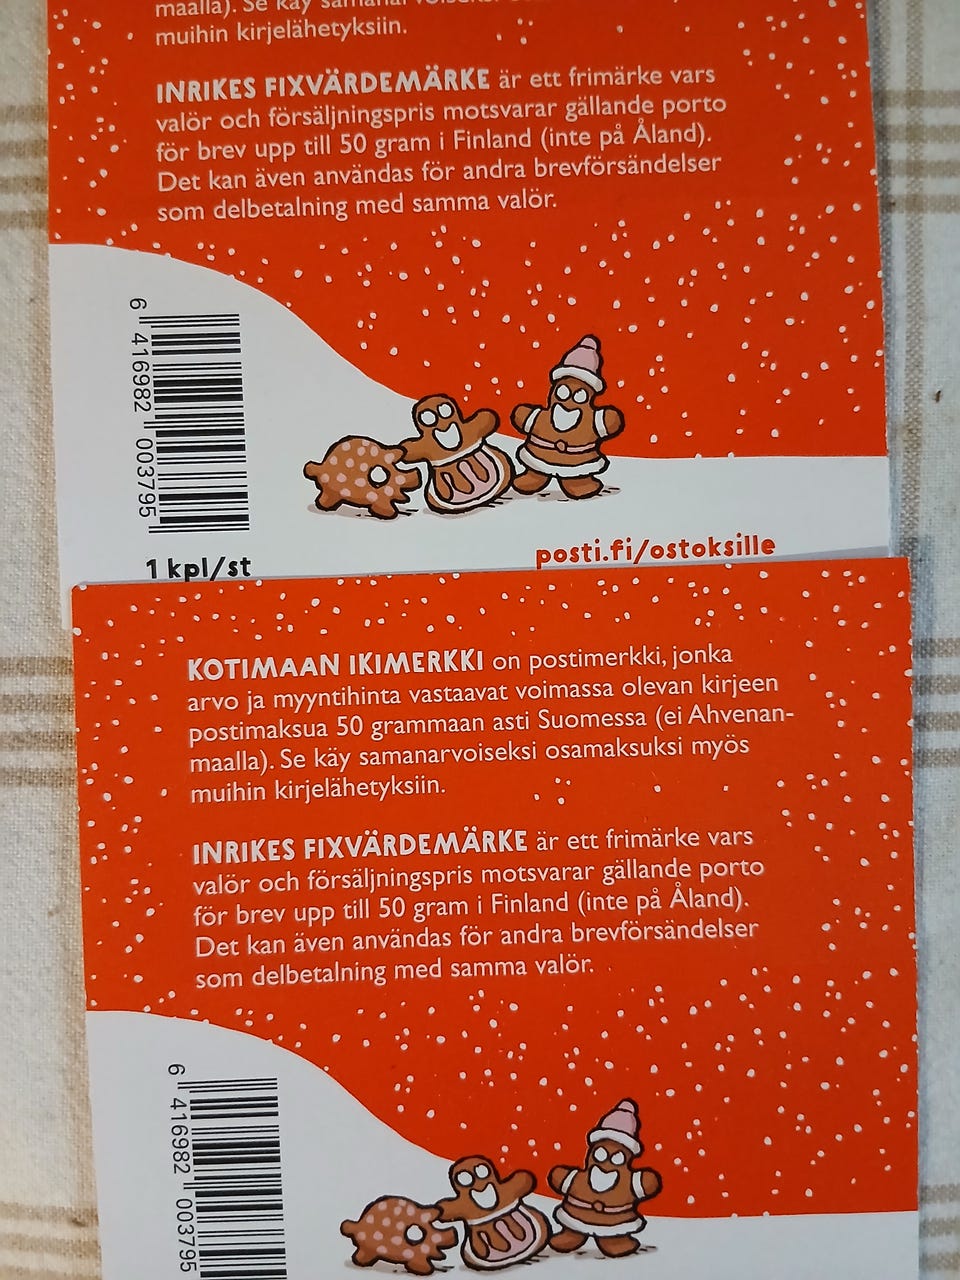 maalla). Se käy samanarvoiseksi
muihin kirjelähetyksiin.
INRIKES FIXVÄRDEMÄRKE är ett frimärke vars
valör och försäljningspris motsvarar gällande porto
för brev upp till 50 gram i Finland (inte på Åland).
Det kan även användas för andra brevförsändelser
som delbetalning med samma valör.
6 416982 003795
1 kpl/st
posti.fi/ostoksille
KOTIMAAN IKIMERKKI on postimerkki, jonka
arvo ja myyntihinta vastaavat voimassa olevan kirjeen
postimaksua 50 grammaan asti Suomessa (ei Ahvenan-
maalla). Se käy samanarvoiseksi osamaksuksi myös
muihin kirjelähetyksiin.
INRIKES FIXVÄRDEMÄRKE är ett frimärke vars
valör och försäljningspris motsvarar gällande porto
för brev upp till 50 gram i Finland (inte på Åland).
Det kan även användas för andra brevförsändelser
som delbetalning med samma valör.
6 416982 003795